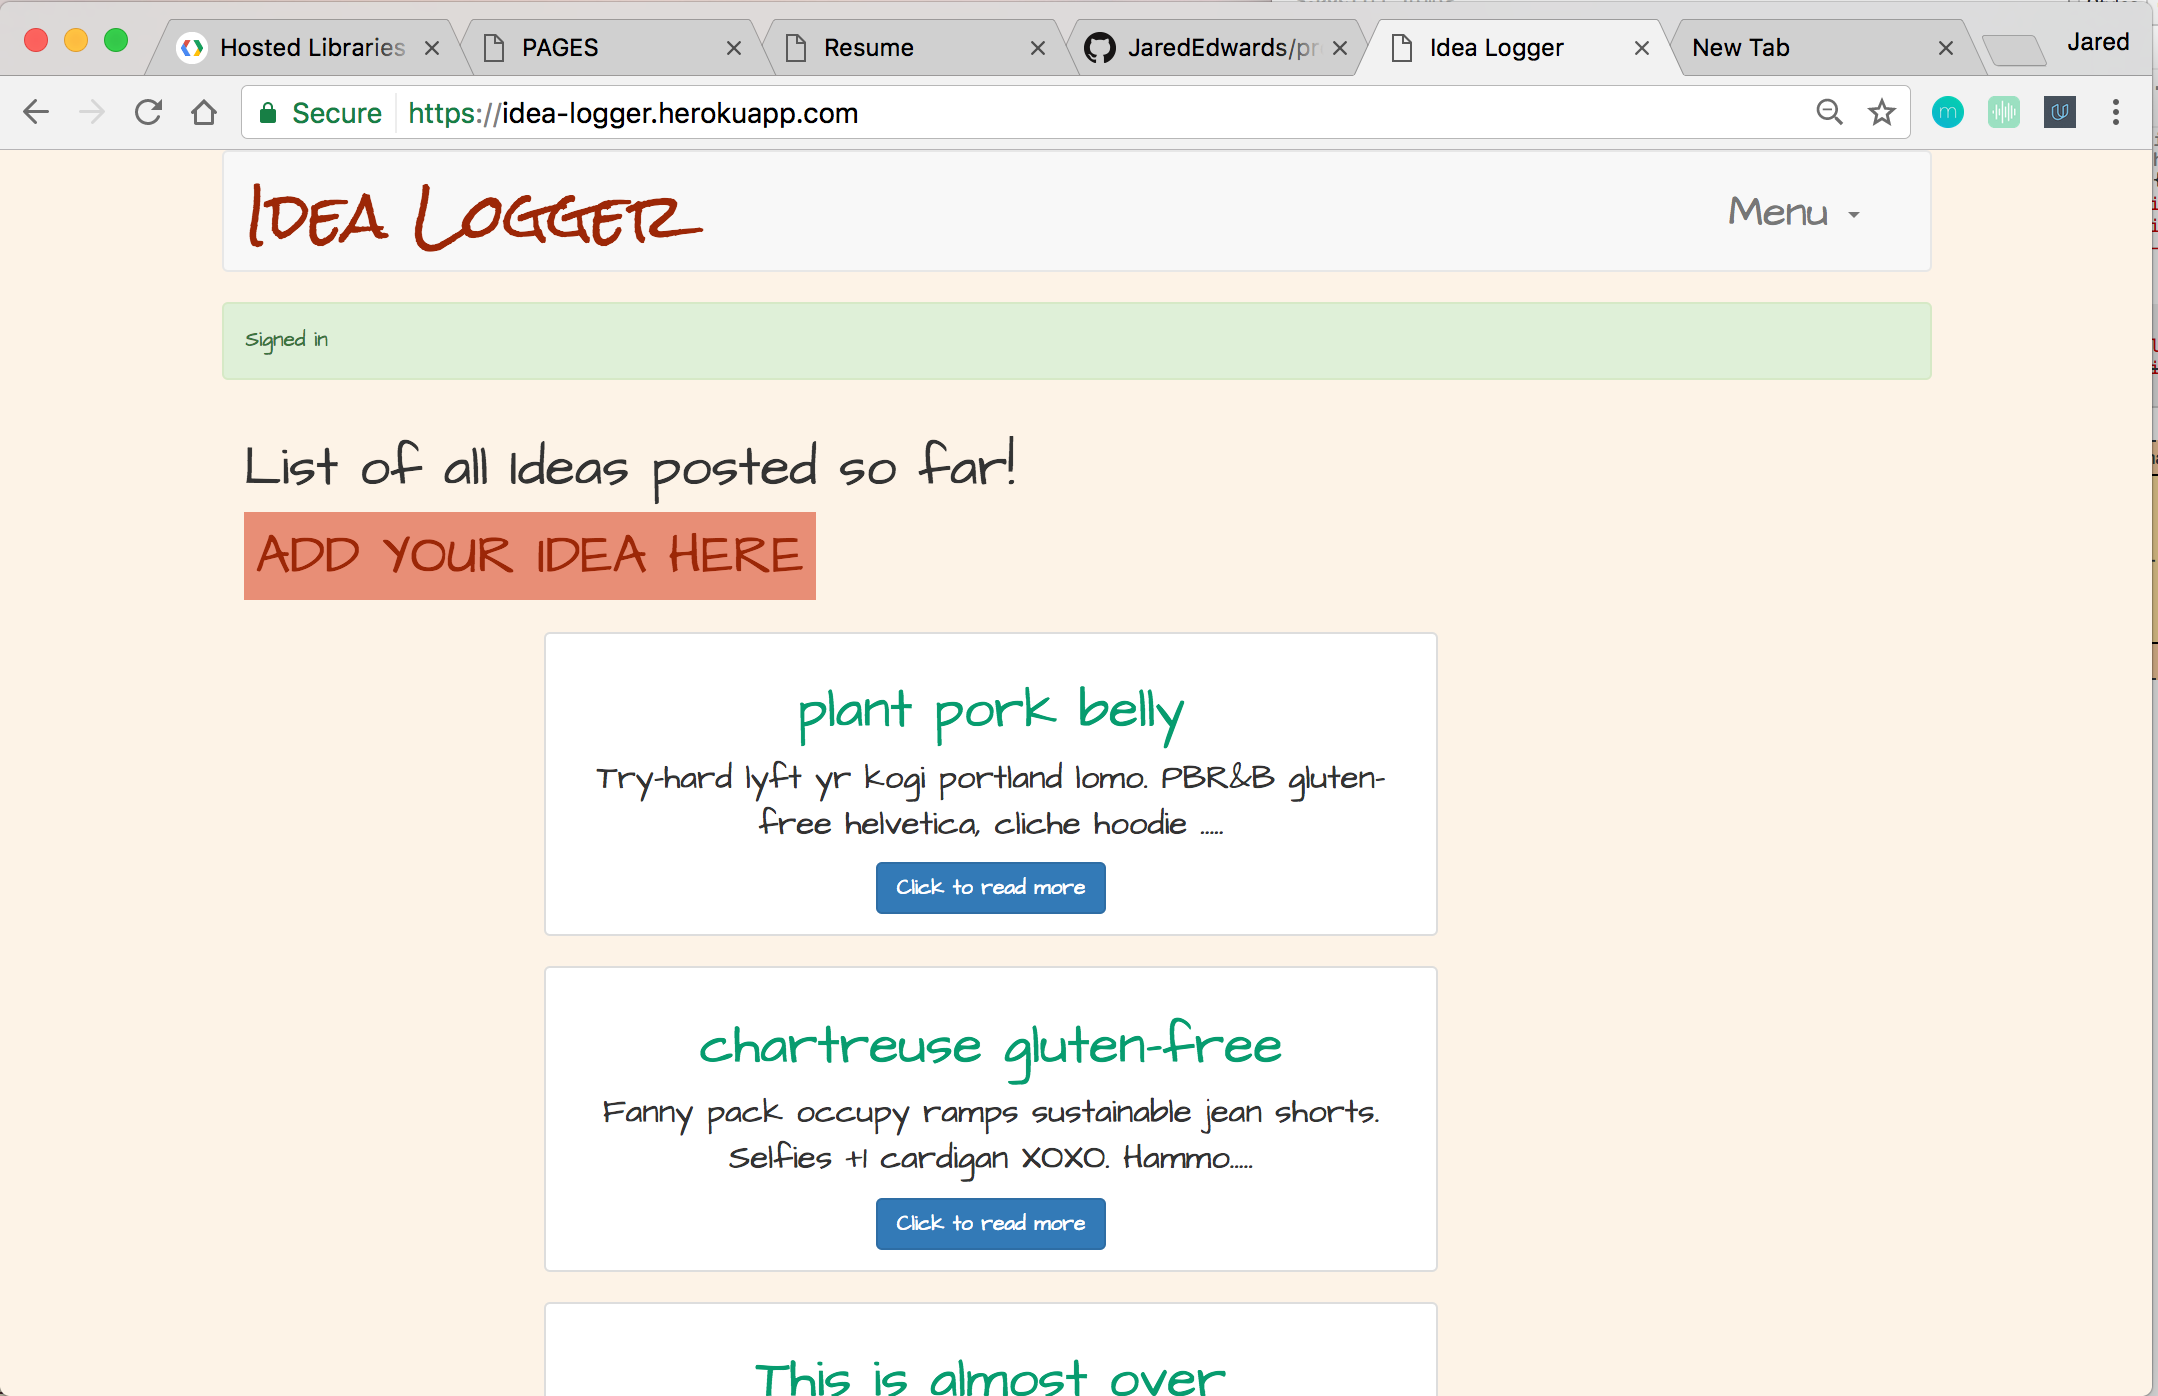 Hosted Libraries
PAGES
Resume
JaredEdwards/pr
Idea Logger
New Tab
Jared
Secure
https://idea-logger.herokuapp.com
Idea Logger
Menu
Signed in
List of all Ideas posted so far!
ADD YOUR IDEA HERE
plant pork belly
Try-hard lyft yr kogi portland lomo. PBR&B gluten-
free helvetica, cliche hoodie .....
Click to read more
chartreuse gluten-free
Fanny pack occupy ramps sustainable jean shorts.
Selfies +1 cardigan XOXO. Hammo.....
Click to read more
This is almost over